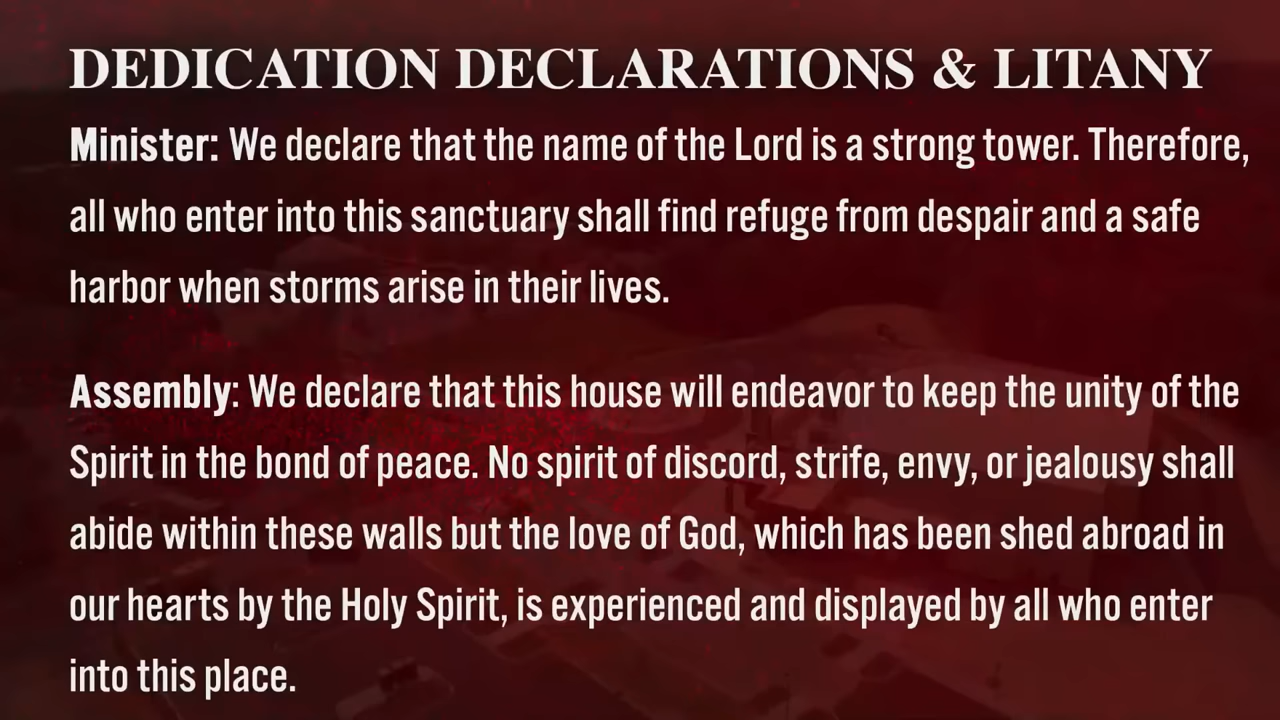 DEDICATION DECLARATIONS & LITANY
Minister: We declare that the name of the Lord is a strong tower. Therefore,
all who enter into this sanctuary shall find refuge from despair and a safe
harbor when storms arise in their lives.
Assembly: We declare that this house will endeavor to keep the unity of the
Spirit in the bond of peace. No spirit of discord, strife, envy, or jealousy shall
abide within these walls but the love of God, which has been shed abroad in
our hearts by the Holy Spirit, is experienced and displayed by all who enter
into this place.